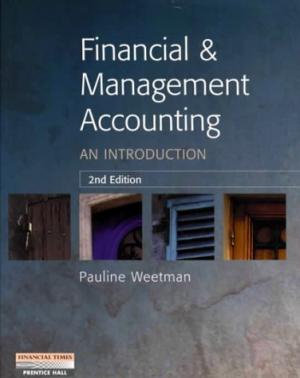 Financial &
Management
Accounting
AN INTRODUCTION
2nd Edition
Pauline Weetman
FINANCIAL TIMES
PRENTICE HALL